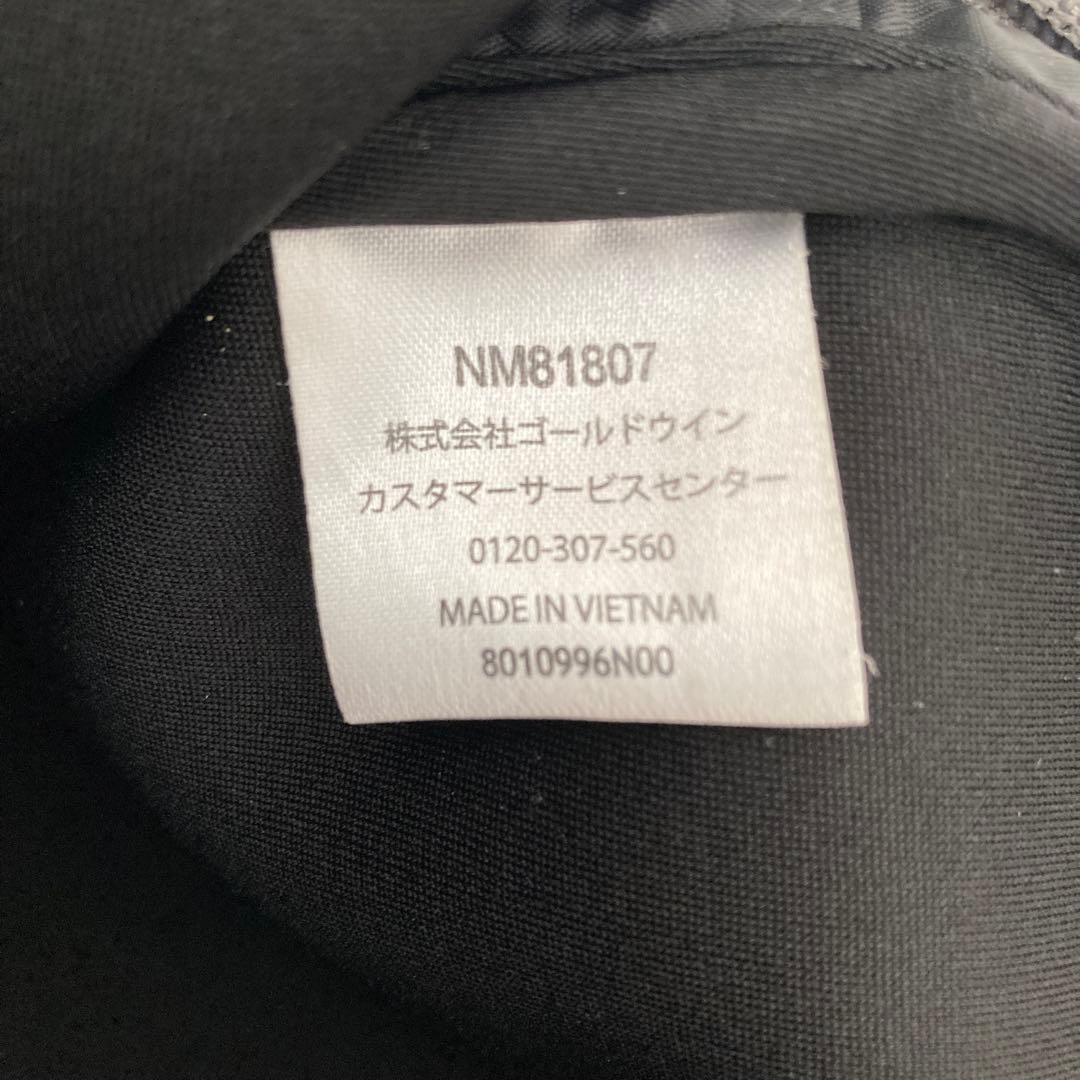 NM81807
株式会社ゴールドウイン
カスタマーサービスセンター
0120-307-560
MADE IN VIETNAM
8010996N00